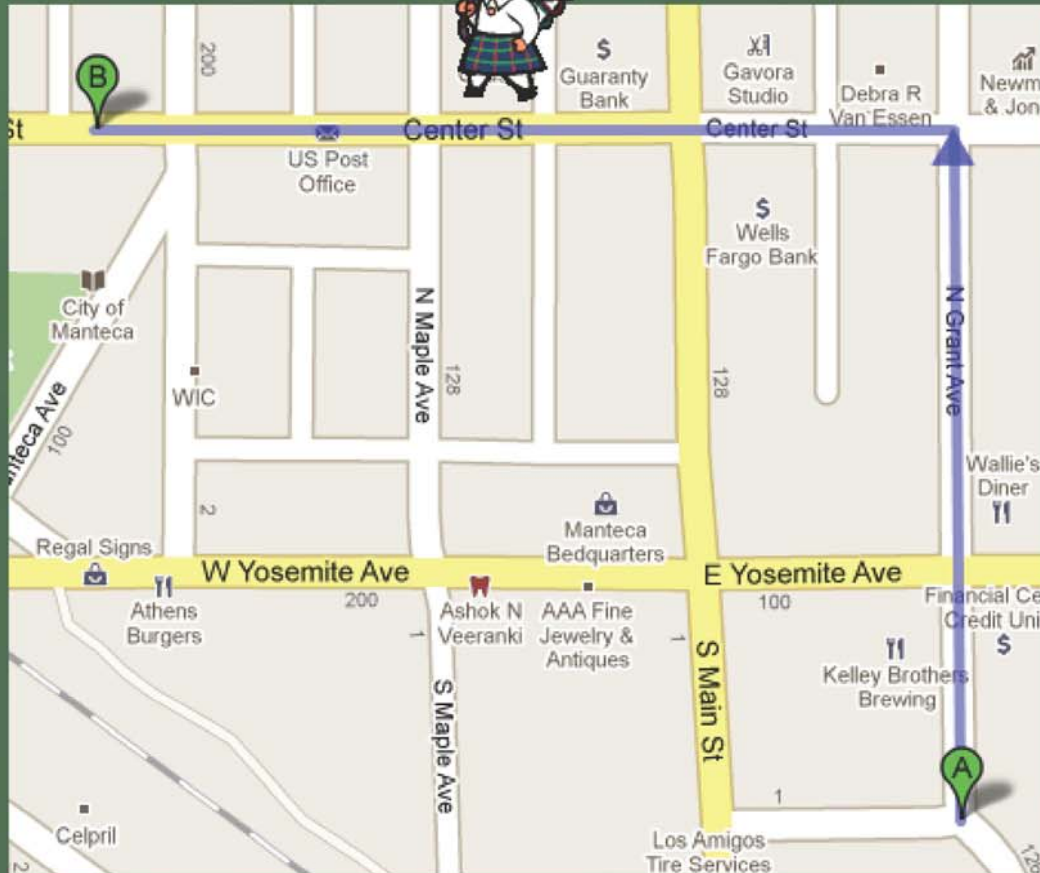 B
200
$
Guaranty
Bank
Gavora
Studio
Debra R
Van Essen
Newm
& Jon
St
Center St
Center St
US Post
Office
$
Wells
Fargo Bank
City of
Manteca
N Maple Ave
128
128
N Grant Ave
WIC
nteca Ave
100
Wallie's
Diner
2
Manteca
Bedquarters
Regal Signs
W Yosemite Ave
E Yosemite Ave
200
100
Athens
Burgers
Ashok N
Veeranki
AAA Fine
Jewelry &
Antiques
Financial Ce
Credit Uni
$
1
1
Kelley Brothers
Brewing
S Maple Ave
S Main St
A
1
Celpril
Los Amigos
Tire Services
2